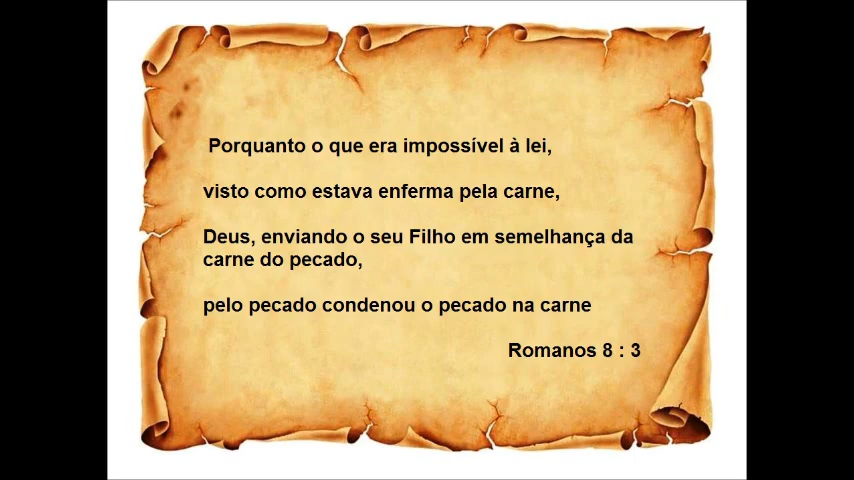 Porquanto o que era impossível à lei,
visto como estava enferma pela carne,
Deus, enviando o seu Filho em semelhança da
carne do pecado,
pelo pecado condenou o pecado na carne
Romanos 8 : 3